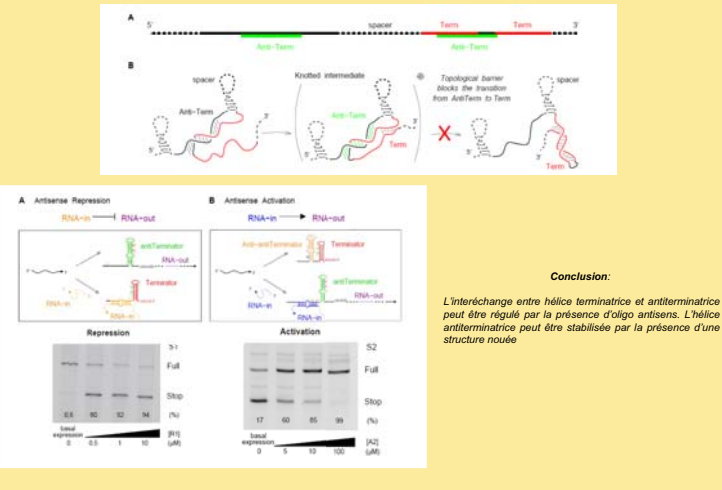 A
5'
spacer
Term
Term
3'
Anti-Term
Anti-Term
B
spacer
Anti-Term
3'
5'
Knotted intermediate
Anti-Term
3'
Term
5'
Topological barrier
blocks the transition
from AntiTerm to Term
X
spacer
3'
5'
Term
A Antisense Repression
RNA-in RNA-out
antiTerminator
RNA-out
Terminator
RNA-in
RNA-in
Repression
Full
Stop
0.6 80 92 94 (%)
basal
expression
[R1]
0 0.5 5 10 (µM)
B Antisense Activation
RNA-in RNA-out
Anti-antiTerminator Terminator
antiTerminator
RNA-out
RNA-in
RNA-in
Activation
S2
Full
Stop
17 60 85 99 (%)
basal
expression
[A2]
0 5 10 100 (µM)
Conclusion:
L'interéchange entre hélice terminatrice et antiterminatrice
peut être régulé par la présence d'oligo antisens. L'hélice
antiterminatrice peut être stabilisée par la présence d'une
structure nouée